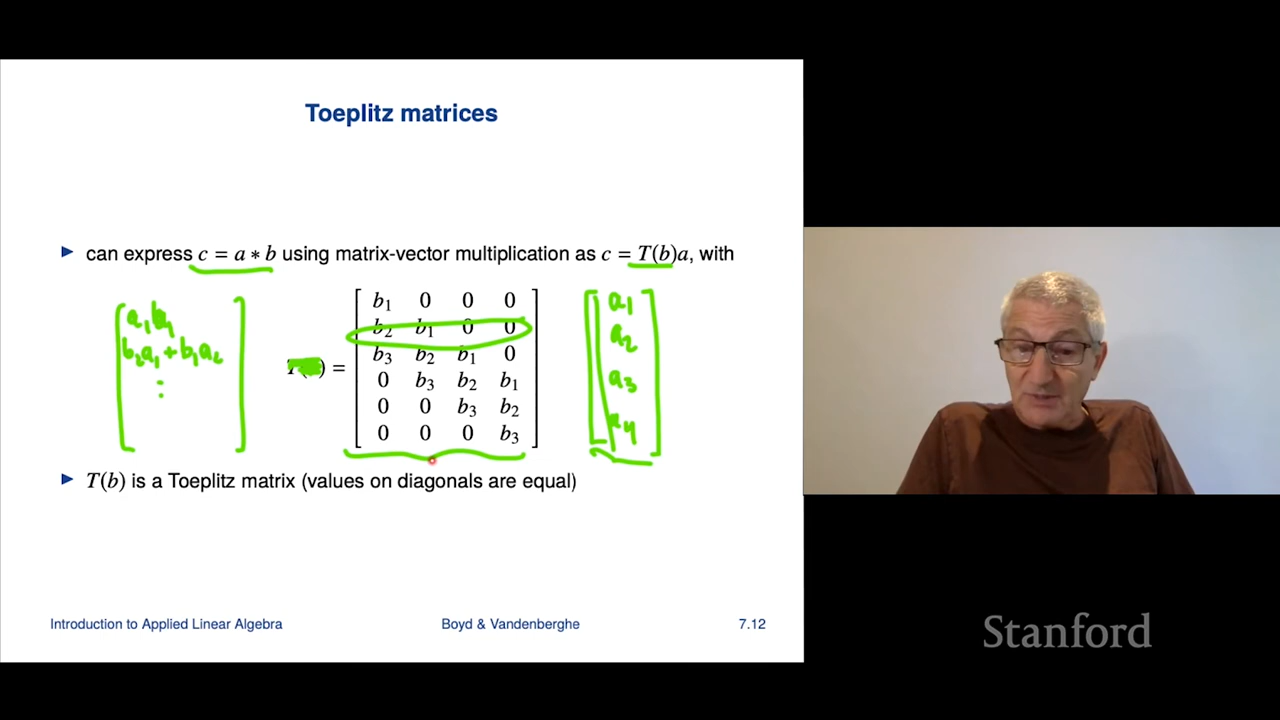 Toeplitz matrices
▶ can express c = a ∗ b using matrix-vector multiplication as c = T(b)a, with
a₁b₁
b₂a₁ + b₁a₂
⋮
) =
b₁ 0 0 0
b₂ b₁ 0 0
b₃ b₂ b₁ 0
0 b₃ b₂ b₁
0 0 b₃ b₂
0 0 0 b₃
a₁
a₂
a₃
a₄
▶ T(b) is a Toeplitz matrix (values on diagonals are equal)
Introduction to Applied Linear Algebra
Boyd & Vandenberghe
7.12
Stanford